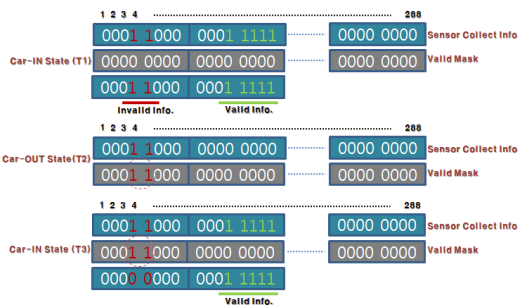 1 2 3 4 288
0001 1000 0001 1111 0000 0000 Sensor Collect Info
Car-IN State (T1) 0000 0000 0000 0000 0000 0000 Valid Mask
0001 1000 0001 1111
Invalid Info. Valid Info.
1 2 3 4 288
0001 1000 0000 0000 0000 0000 Sensor Collect Info
Car-OUT State(T2)
0001 1000 0000 0000 0000 0000 Valid Mask
1 2 3 4 288
0001 1000 0001 1111 0000 0000 Sensor Collect Info
Car-IN State (T3) 0001 1000 0000 0000 0000 0000 Valid Mask
0000 0000 0001 1111
Valid Info.